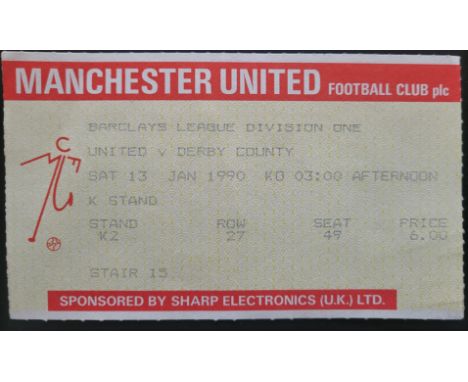 MANCHESTER UNITED FOOTBALL CLUB plc
BARCLAYS LEAGUE DIVISION ONE
UNITED V DERBY COUNTY
SAT 13 JAN 1990 KO 03:00 AFTERNOON
K STAND
STAND ROW SEAT PRICE
K2 27 49 6.00
STAIR 15
SPONSORED BY SHARP ELECTRONICS (U.K.) LTD.